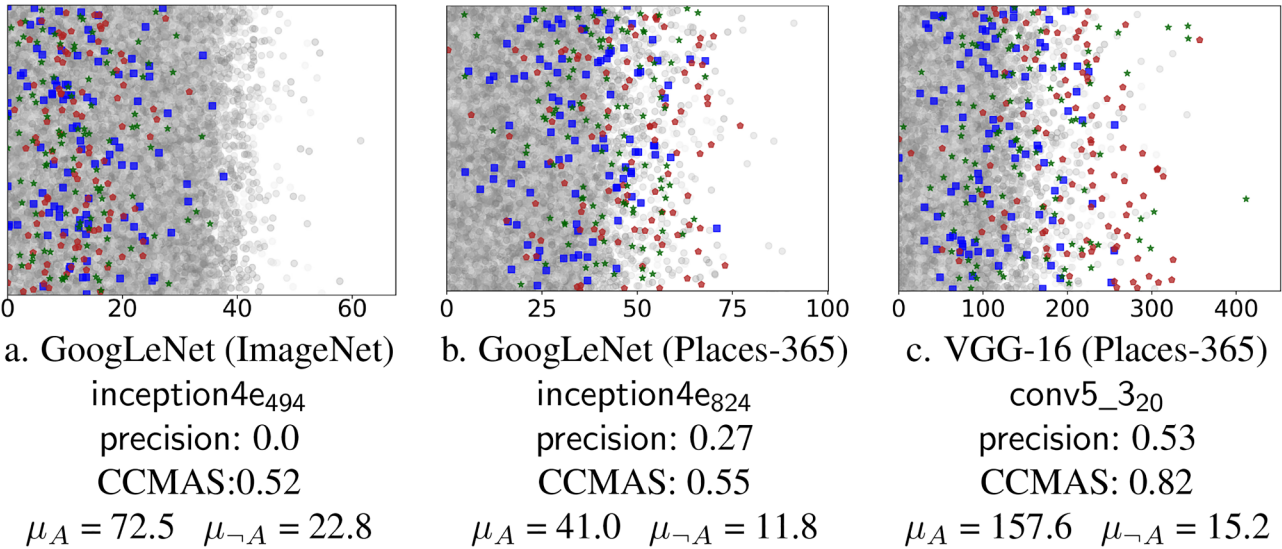 0 20 40 60
0 25 50 75 100
0 100 200 300 400
a. GoogLeNet (ImageNet)
inception4e494
precision: 0.0
CCMAS:0.52
μA = 72.5 μ¬A = 22.8
b. GoogLeNet (Places-365)
inception4e824
precision: 0.27
CCMAS: 0.55
μA = 41.0 μ¬A = 11.8
c. VGG-16 (Places-365)
conv5_320
precision: 0.53
CCMAS: 0.82
μA = 157.6 μ¬A = 15.2